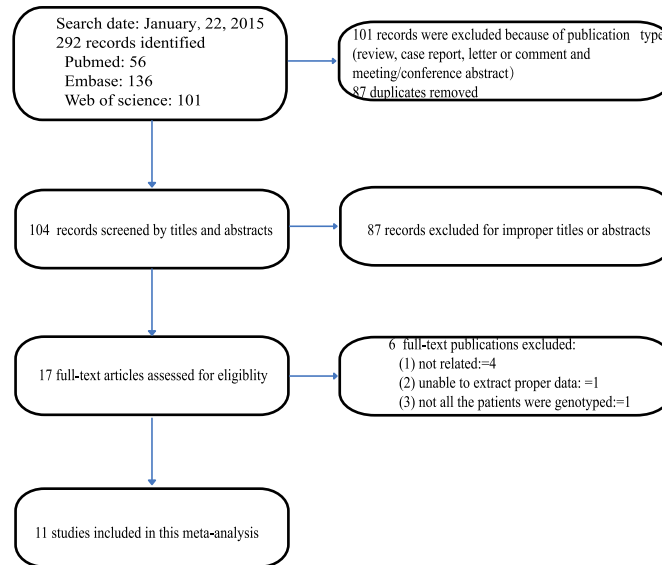 Search date: January, 22, 2015
292 records identified
Pubmed: 56
Embase: 136
Web of science: 101
101 records were excluded because of publication type
(review, case report, letter or comment and
meeting/conference abstract)
87 duplicates removed
104 records screened by titles and abstracts
87 records excluded for improper titles or abstracts
17 full-text articles assessed for eligiblity
6 full-text publications excluded:
(1) not related:=4
(2) unable to extract proper data: =1
(3) not all the patients were genotyped:=1
11 studies included in this meta-analysis